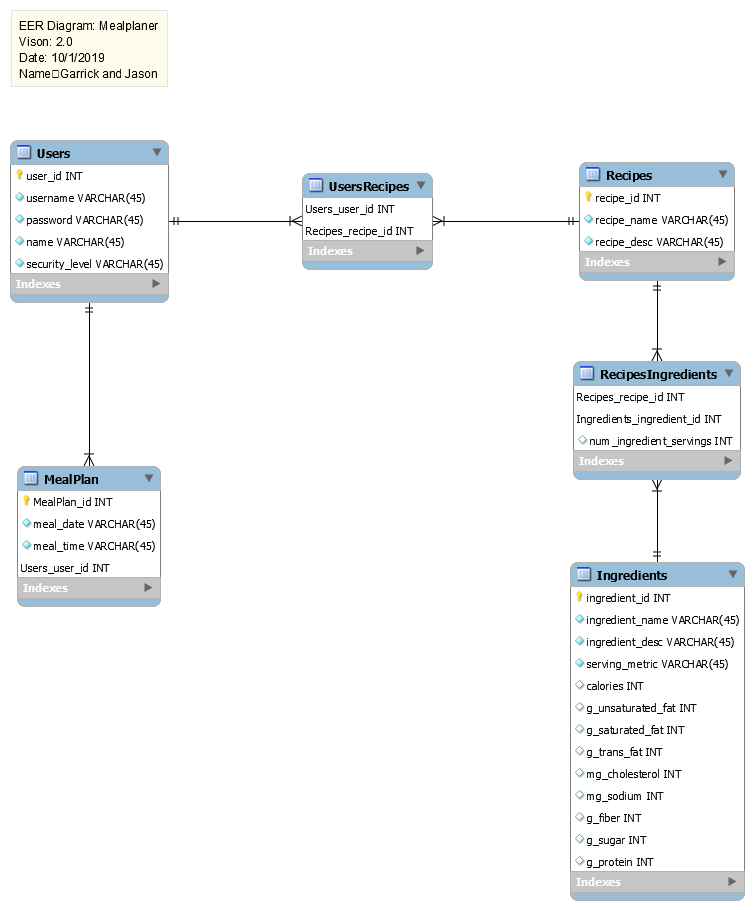 EER Diagram: Mealplaner
Vison: 2.0
Date: 10/1/2019
Name□Garrick and Jason
Users
user_id INT
username VARCHAR(45)
password VARCHAR(45)
name VARCHAR(45)
security_level VARCHAR(45)
Indexes
UsersRecipes
Users_user_id INT
Recipes_recipe_id INT
Indexes
Recipes
recipe_id INT
recipe_name VARCHAR(45)
recipe_desc VARCHAR(45)
Indexes
RecipesIngredients
Recipes_recipe_id INT
Ingredients_ingredient_id INT
num_ingredient_servings INT
Indexes
MealPlan
MealPlan_id INT
meal_date VARCHAR(45)
meal_time VARCHAR(45)
Users_user_id INT
Indexes
Ingredients
ingredient_id INT
ingredient_name VARCHAR(45)
ingredient_desc VARCHAR(45)
serving_metric VARCHAR(45)
calories INT
g_unsaturated_fat INT
g_saturated_fat INT
g_trans_fat INT
mg_cholesterol INT
mg_sodium INT
g_fiber INT
g_sugar INT
g_protein INT
Indexes